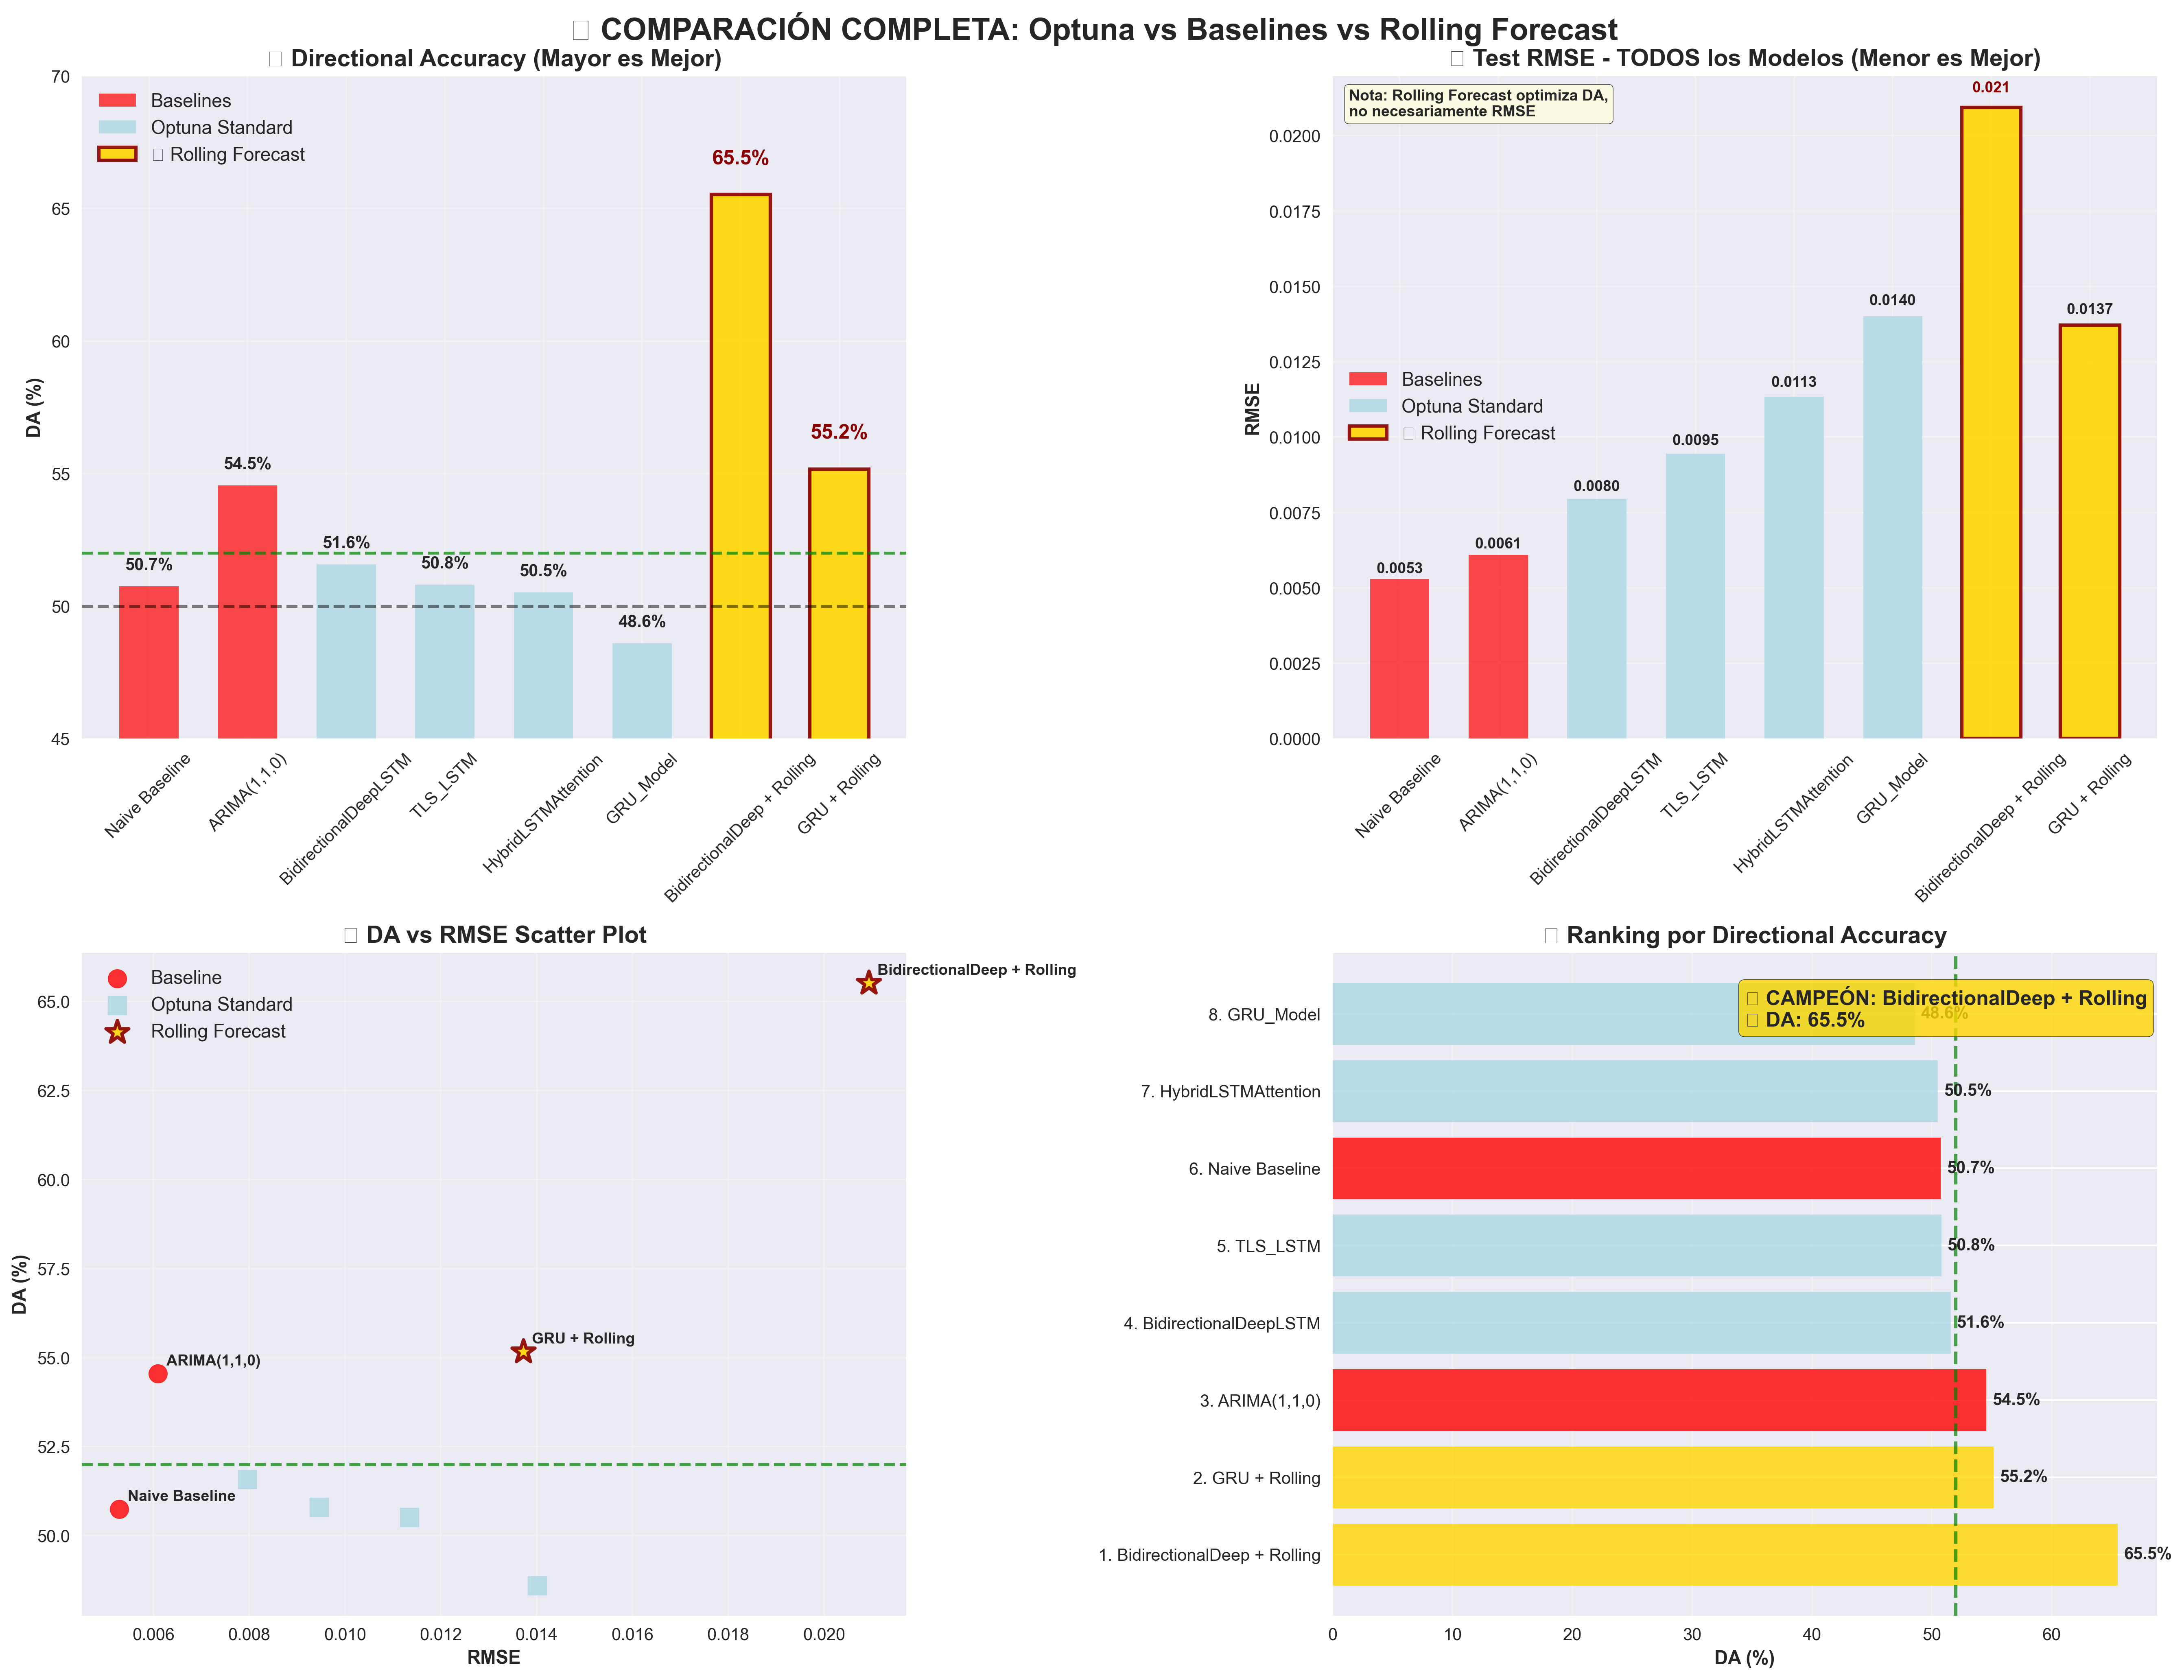 COMPARACIÓN COMPLETA: Optuna vs Baselines vs Rolling Forecast
Directional Accuracy (Mayor es Mejor)
Baselines
Optuna Standard
Rolling Forecast
DA (%)
70
65
60
55
50
45
50.7%
54.5%
51.6%
50.8%
50.5%
48.6%
65.5%
55.2%
Naive Baseline
ARIMA(1,1,0)
BidirectionalDeepLSTM
TLS_LSTM
HybridLSTMAttention
GRU_Model
BidirectionalDeep + Rolling
GRU + Rolling
Test RMSE - TODOS los Modelos (Menor es Mejor)
Nota: Rolling Forecast optimiza DA,
no necesariamente RMSE
Baselines
Optuna Standard
Rolling Forecast
RMSE
0.0200
0.0175
0.0150
0.0125
0.0100
0.0075
0.0050
0.0025
0.0000
0.0053
0.0061
0.0080
0.0095
0.0113
0.0140
0.021
0.0137
Naive Baseline
ARIMA(1,1,0)
BidirectionalDeepLSTM
TLS_LSTM
HybridLSTMAttention
GRU_Model
BidirectionalDeep + Rolling
GRU + Rolling
DA vs RMSE Scatter Plot
Baseline
Optuna Standard
Rolling Forecast
BidirectionalDeep + Rolling
GRU + Rolling
ARIMA(1,1,0)
Naive Baseline
DA (%)
65.0
62.5
60.0
57.5
55.0
52.5
50.0
0.006
0.008
0.010
0.012
0.014
0.016
0.018
0.020
RMSE
Ranking por Directional Accuracy
CAMPEÓN: BidirectionalDeep + Rolling
DA: 65.5%
8. GRU_Model
48.6%
7. HybridLSTMAttention
50.5%
6. Naive Baseline
50.7%
5. TLS_LSTM
50.8%
4. BidirectionalDeepLSTM
51.6%
3. ARIMA(1,1,0)
54.5%
2. GRU + Rolling
55.2%
1. BidirectionalDeep + Rolling
65.5%
0
10
20
30
40
50
60
DA (%)